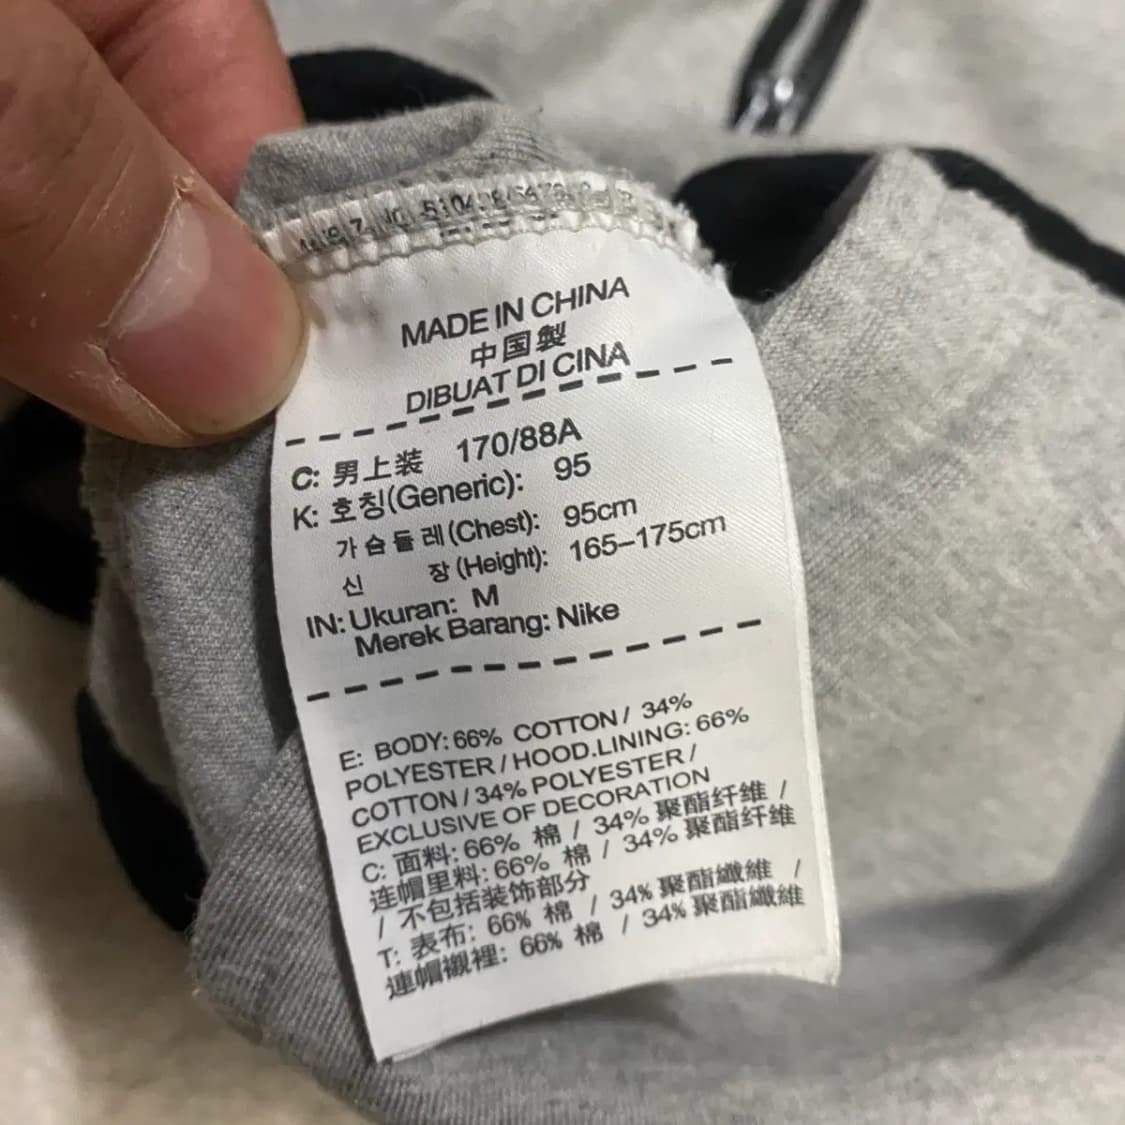 MADE IN CHINA
中国製
DIBUAT DI CINA
C: 男上装 170/88A
K: 호칭(Generic): 95
가슴둘레(Chest): 95cm
신 장(Height): 165–175cm
IN: Ukuran: M
Merek Barang: Nike
E: BODY: 66% COTTON / 34%
POLYESTER / HOOD.LINING: 66%
COTTON / 34% POLYESTER /
EXCLUSIVE OF DECORATION
C: 面料: 66% 棉 / 34% 聚酯纤维 /
连帽里料: 66% 棉 / 34% 聚酯纤维
/ 不包括装饰部分
T: 表布: 66% 棉 / 34% 聚酯纖維 /
連帽襯裡: 66% 棉 / 34% 聚酯纖維